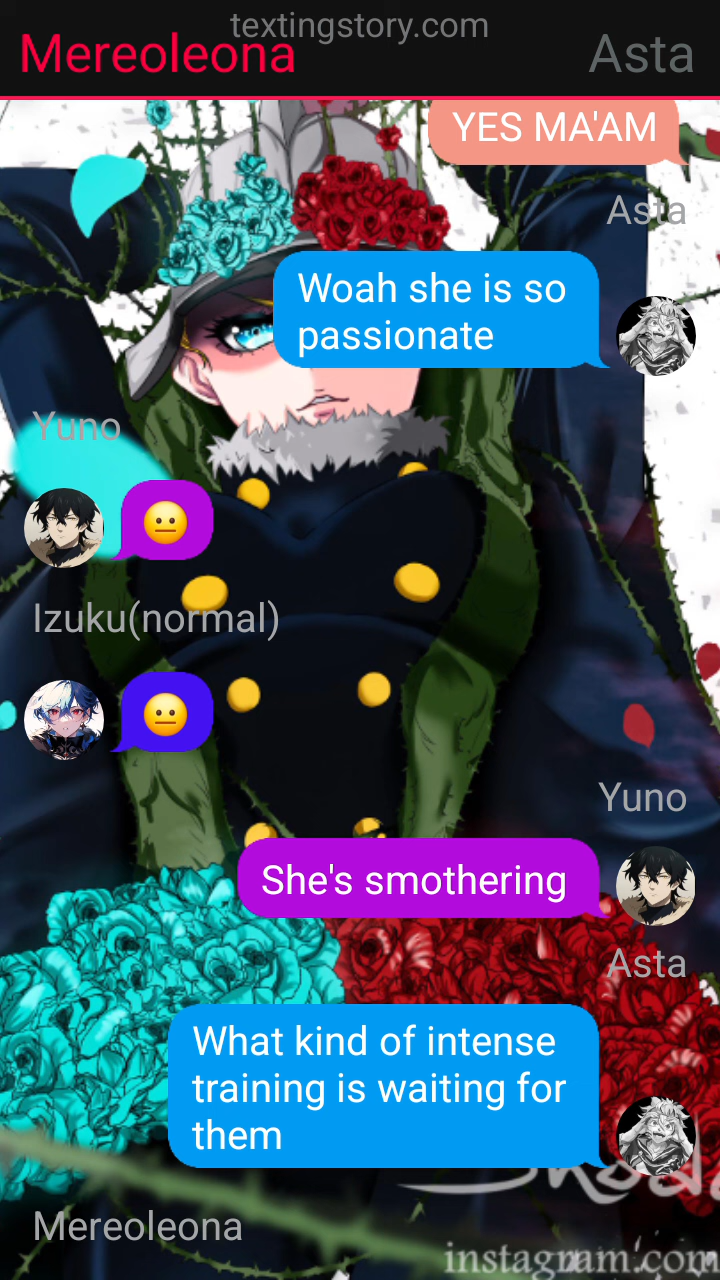 textingstory.com
Mereoleona
Asta
YES MA'AM
Asta
Woah she is so
passionate
Yuno
😐
Izuku(normal)
😐
Yuno
She's smothering
Asta
What kind of intense
training is waiting for
them
Mereoleona
instagram.com